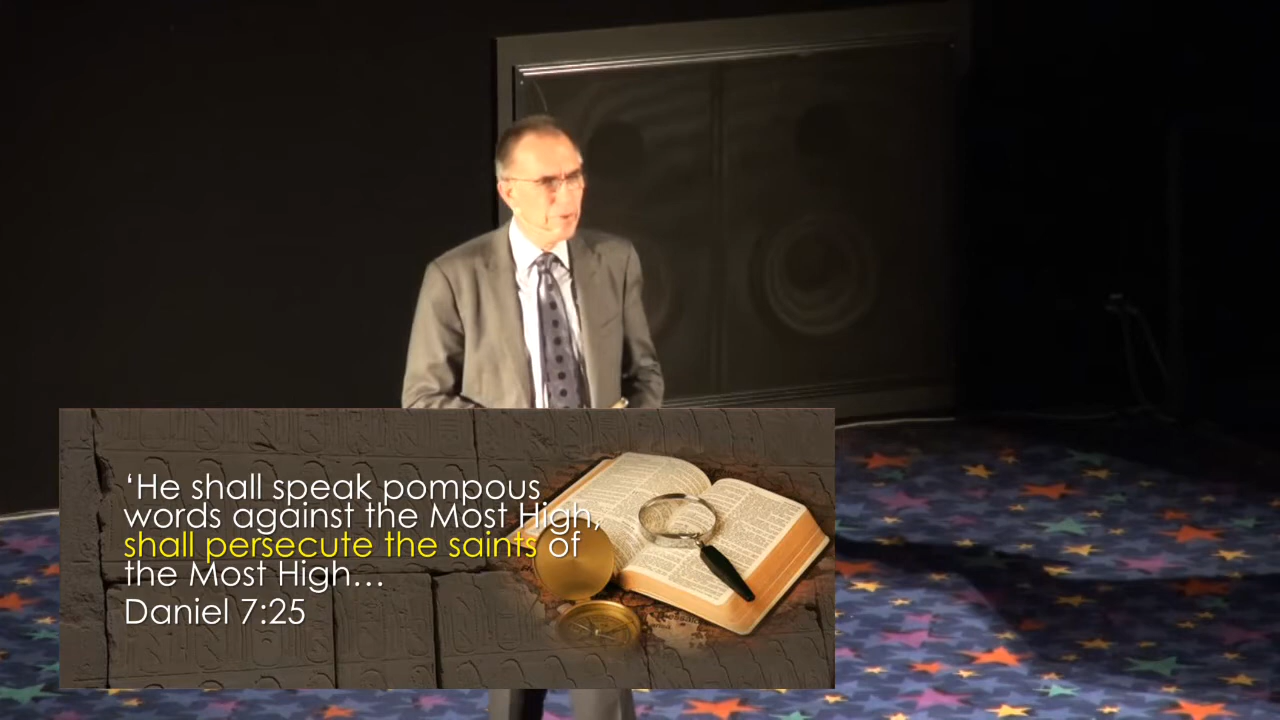 ‘He shall speak pompous
words against the Most High,
shall persecute the saints of
the Most High...
Daniel 7:25